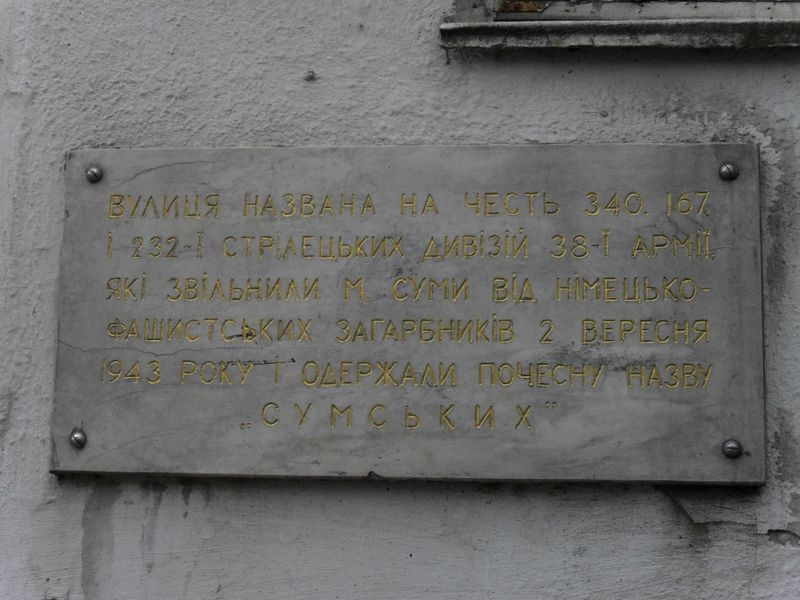 ВУЛИЦЯ НАЗВАНА НА ЧЕСТЬ 340, 167,
І 232-Ї СТРІЛЕЦЬКИХ ДИВІЗІЙ 38-Ї АРМІЇ,
ЯКІ ЗВІЛЬНИЛИ М. СУМИ ВІД НІМЕЦЬКО-
ФАШИСТСЬКИХ ЗАГАРБНИКІВ 2 ВЕРЕСНЯ
1943 РОКУ І ОДЕРЖАЛИ ПОЧЕСНУ НАЗВУ
„СУМСЬКИХ"